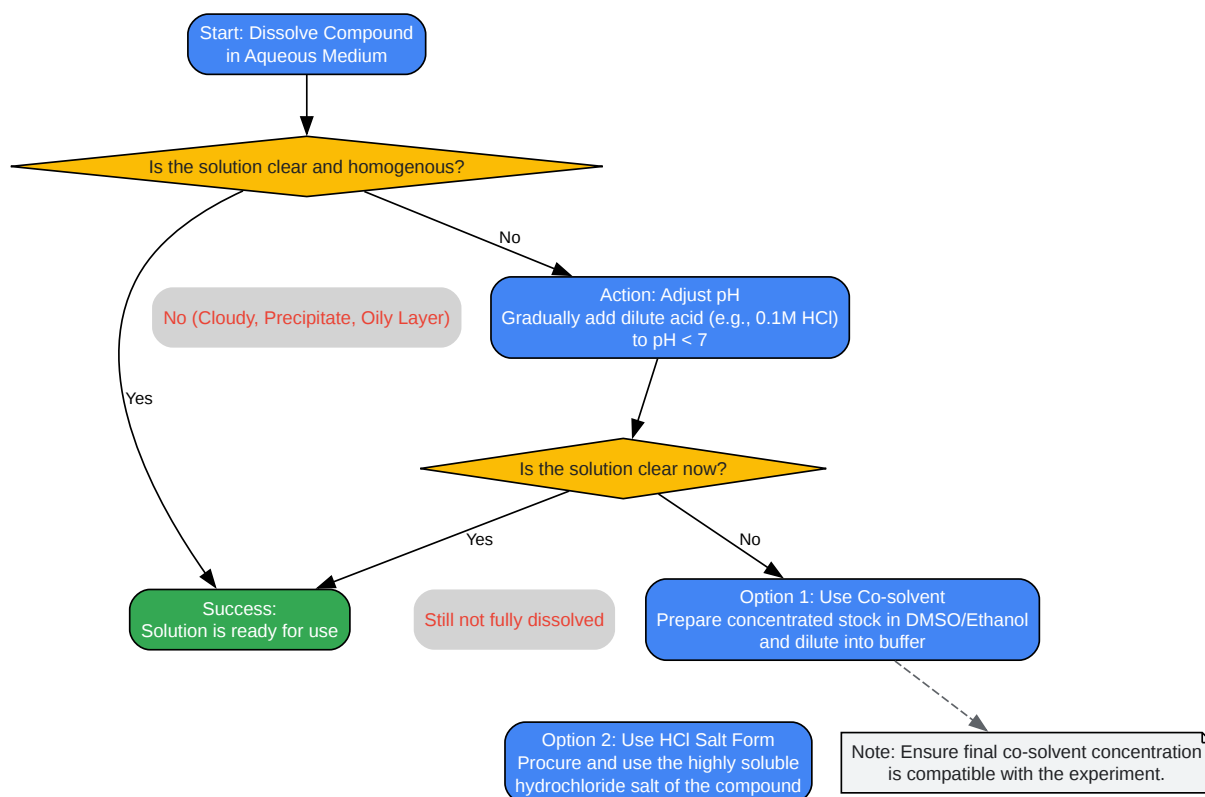 Start: Dissolve Compound
in Aqueous Medium
Is the solution clear and homogenous?
No
No (Cloudy, Precipitate, Oily Layer)
Action: Adjust pH
Gradually add dilute acid (e.g., 0.1M HCl)
to pH < 7
Yes
Is the solution clear now?
Yes
No
Success:
Solution is ready for use
Still not fully dissolved
Option 1: Use Co-solvent
Prepare concentrated stock in DMSO/Ethanol
and dilute into buffer
Option 2: Use HCl Salt Form
Procure and use the highly soluble
hydrochloride salt of the compound
Note: Ensure final co-solvent concentration
is compatible with the experiment.